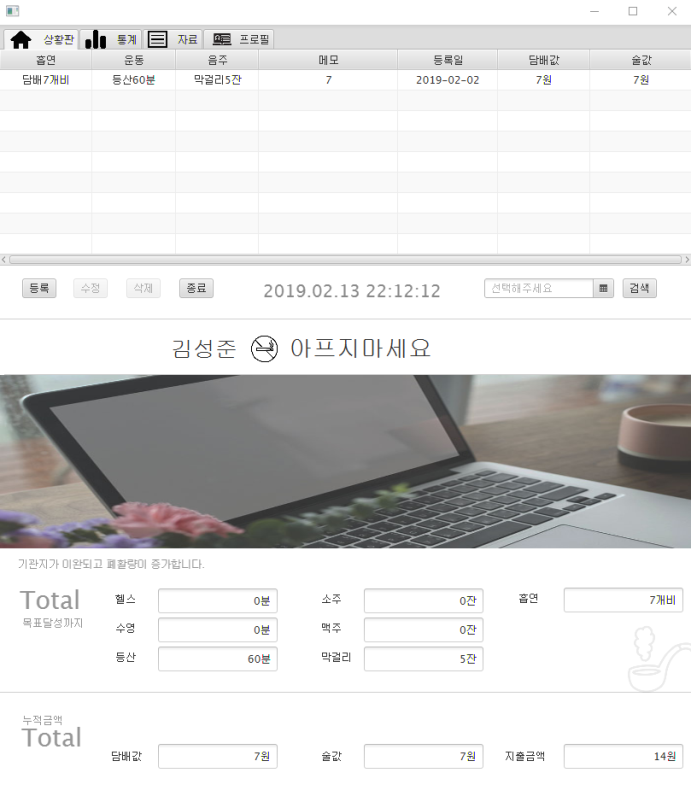 상황판 통계 자료 프로필
흡연 운동 음주 메모 등록일 담배값 술값
담배7개비 등산60분 막걸리5잔 7 2019-02-02 7원 7원
등록 수정 삭제 종료 2019.02.13 22:12:12 선택해주세요 검색
김성준 아프지마세요
기관지가 이완되고 폐활량이 증가합니다.
Total 헬스 0분 소주 0잔 흡연 7개비
목표달성까지 수영 0분 맥주 0잔
등산 60분 막걸리 5잔
누적금액
Total 담배값 7원 술값 7원 지출금액 14원